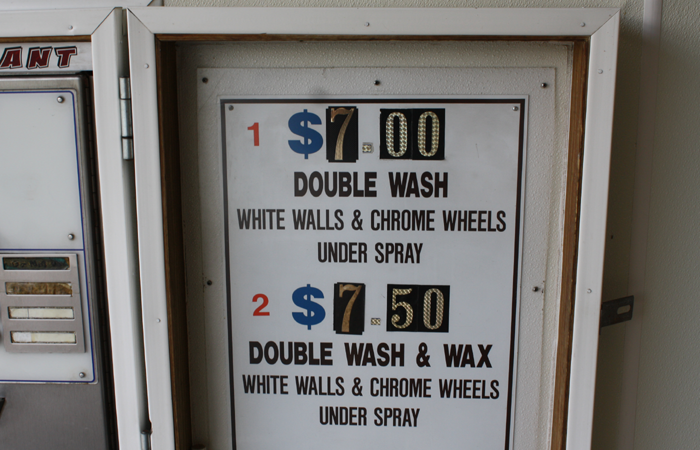 ANT
1 $7.00
DOUBLE WASH
WHITE WALLS & CHROME WHEELS
UNDER SPRAY
2 $7.50
DOUBLE WASH & WAX
WHITE WALLS & CHROME WHEELS
UNDER SPRAY